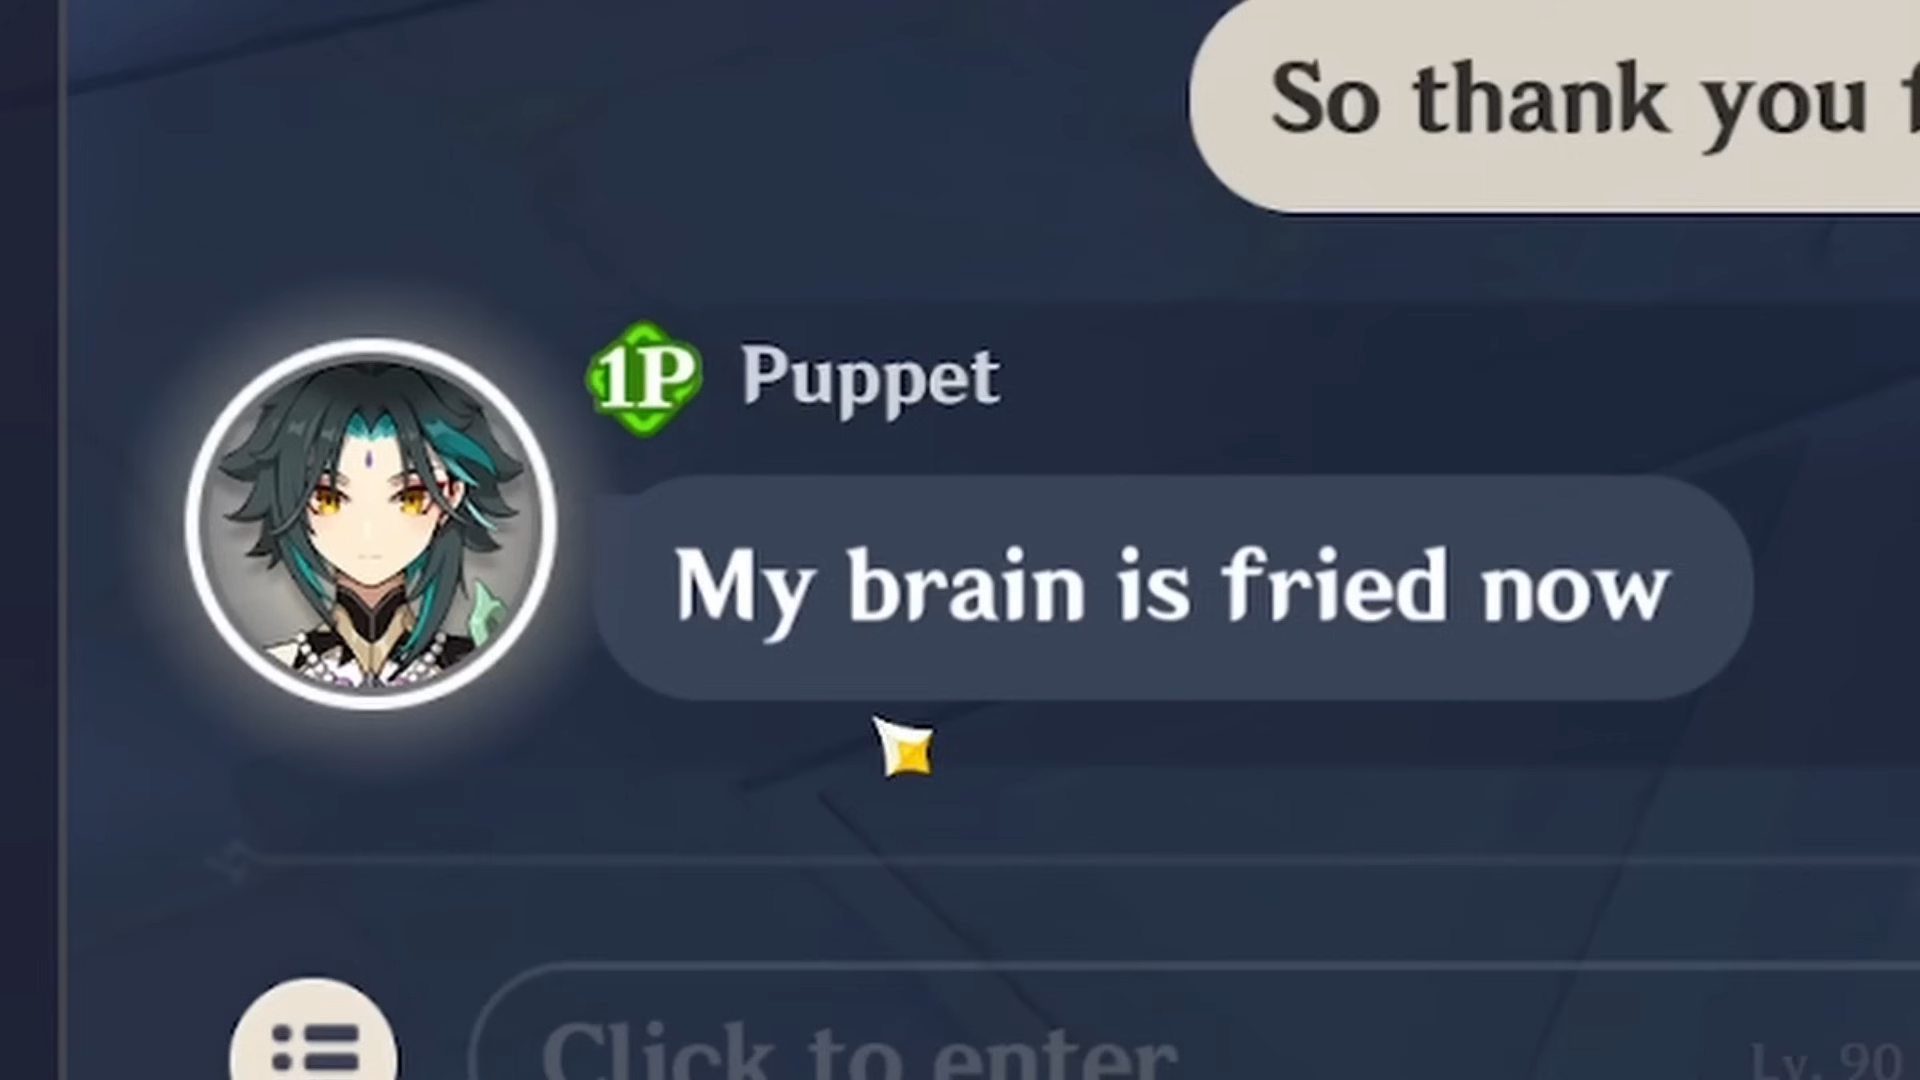 So thank you f
1P Puppet
My brain is fried now
Click to enter
Lv. 90